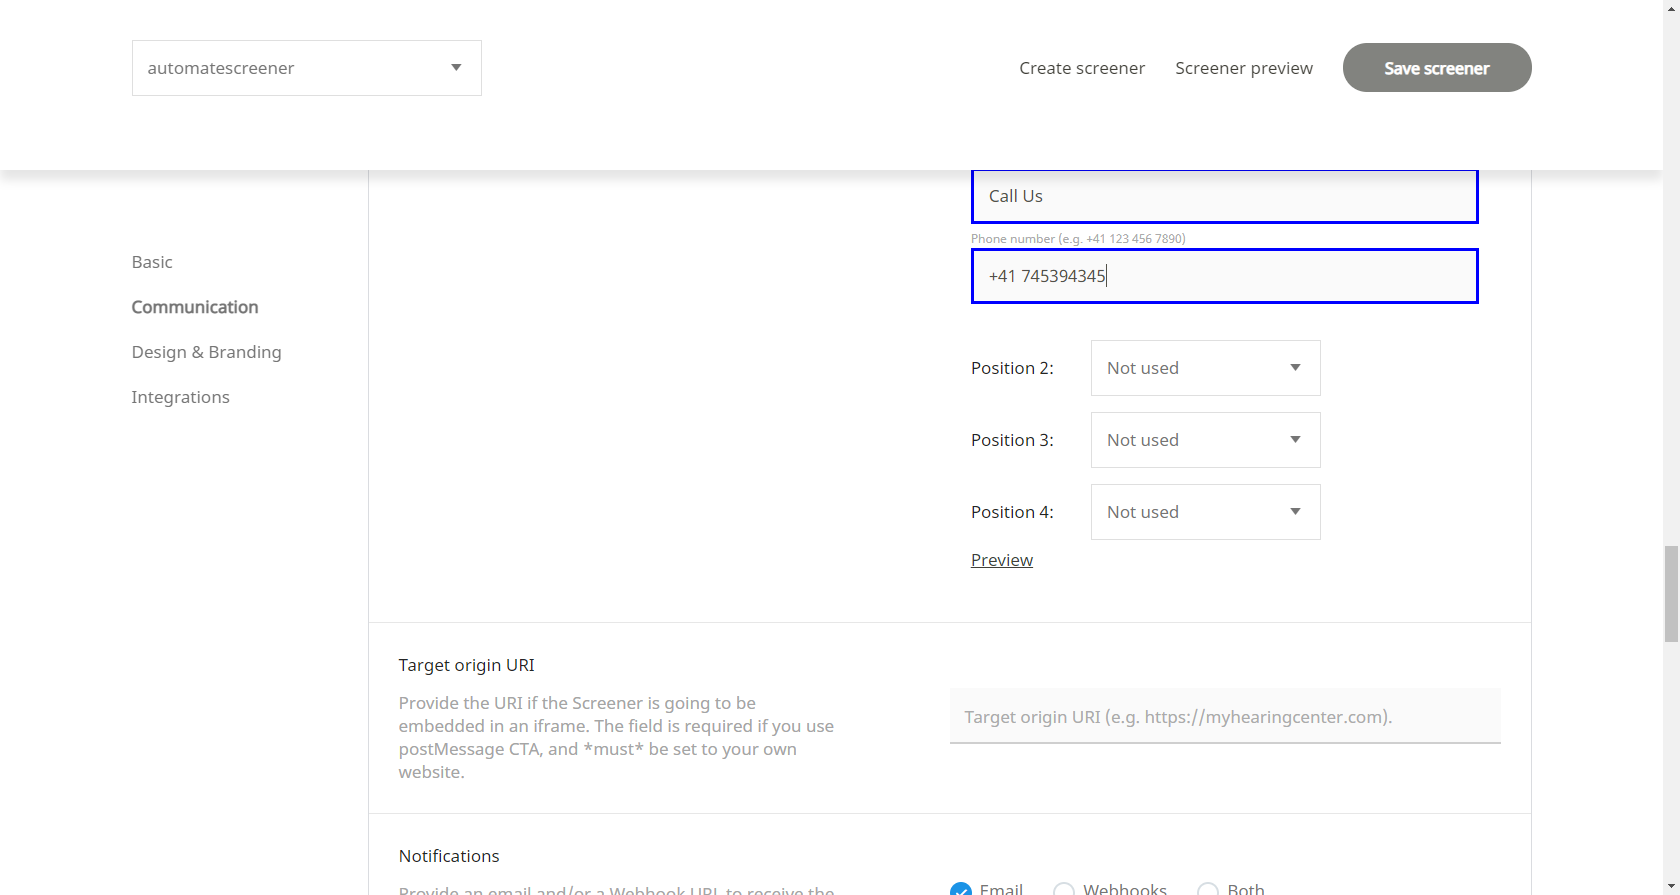 automatescreener
Create screener
Screener preview
Save screener
Basic
Communication
Design & Branding
Integrations
Call Us
Phone number (e.g. +41 123 456 7890)
+41 745394345
Position 2:
Not used
Position 3:
Not used
Position 4:
Not used
Preview
Target origin URI
Provide the URI if the Screener is going to be
embedded in an iframe. The field is required if you use
postMessage CTA, and *must* be set to your own
website.
Target origin URI (e.g. https://myhearingcenter.com).
Notifications
Provide an email and/or a Webhook URL to receive the
Email
Webhooks
Both